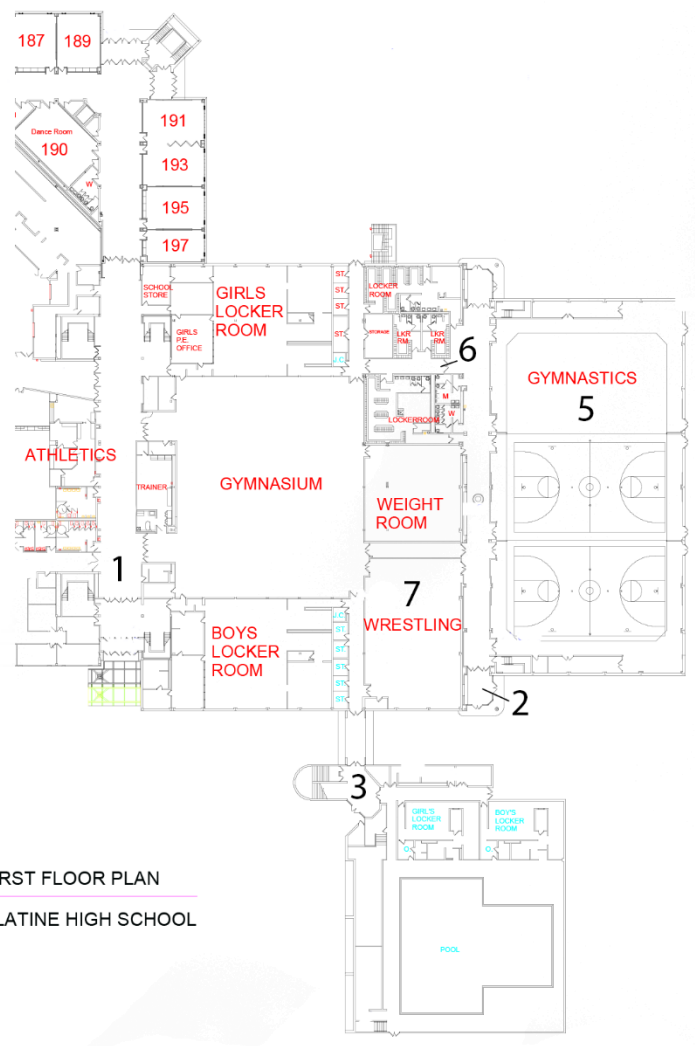 187
189
Dance Room
190
W
191
193
195
197
SCHOOL
STORE
GIRLS
LOCKER
ROOM
GIRLS
P.E.
OFFICE
ST.
ST.
ST.
ST.
J.C.
LOCKER
ROOM
STORAGE
LKR
RM
LKR
RM
6
M
W
LOCKERROOM
GYMNASTICS
5
ATHLETICS
TRAINER
GYMNASIUM
WEIGHT
ROOM
1
7
WRESTLING
BOYS
LOCKER
ROOM
J.C.
ST.
ST.
ST.
ST.
ST.
2
3
GIRL'S
LOCKER
ROOM
BOY'S
LOCKER
ROOM
O
O
POOL
RST FLOOR PLAN
LATINE HIGH SCHOOL